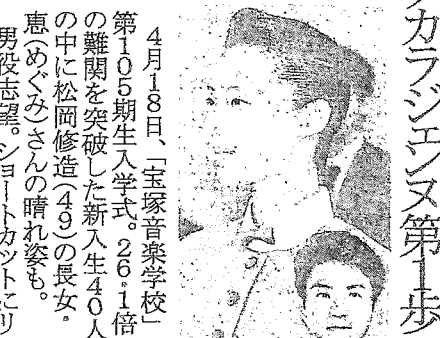 タカラジェンヌ第1歩
4月18日、「宝塚音楽学校」
第105期生入学式。26・1倍
の難関を突破した新入生40人
の中に松岡修造(49)の長女・
恵(めぐみ)さんの晴れ姿も。
男役志望。ショートカットにリ